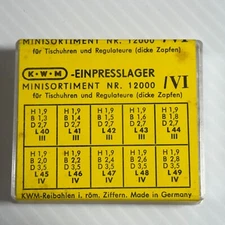 MINISORTIMENT NR. 12000 /VI
für Tischuhren und Regulateure (dicke Zapfen)
K·W·M -EINPRESSLAGER
MINISORTIMENT NR. 12000 /VI
für Tischuhren und Regulateure (dicke Zapfen)
H 1,9 H 1,9 H 1,9 H 1,9 H 1,9
B 1,3 B 1,4 B 1,5 B 1,6 B 1,8
D 2,7 D 2,7 D 2,7 D 2,7 D 2,7
L 40 L 41 L 42 L 43 L 44
III III III III III
H 1,9 H 1,9 H 1,9 H 1,9 H 1,9
B 2,0 B 2,2 B 2,4 B 2,6 B 2,8
D 3,5 D 3,5 D 3,5 D 3,5 D 3,5
L 45 L 46 L 47 L 48 L 49
IV IV IV IV IV
KWM-Reibahlen i. röm. Ziffern. Made in Germany